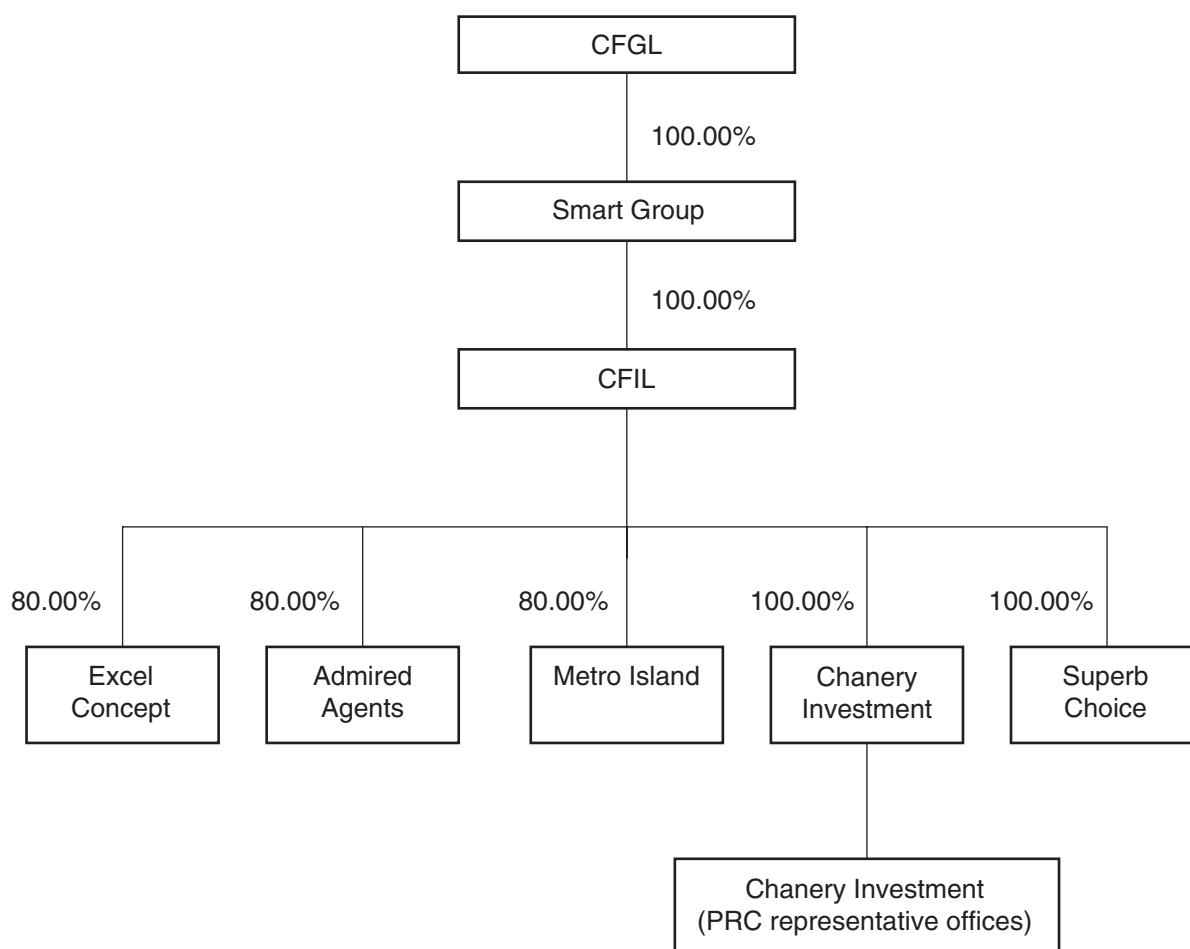 CFGL
100.00%
Smart Group
100.00%
CFIL
80.00%
80.00%
80.00%
100.00%
100.00%
Excel
Concept
Admired
Agents
Metro Island
Chanery
Investment
Superb
Choice
Chanery Investment
(PRC representative offices)